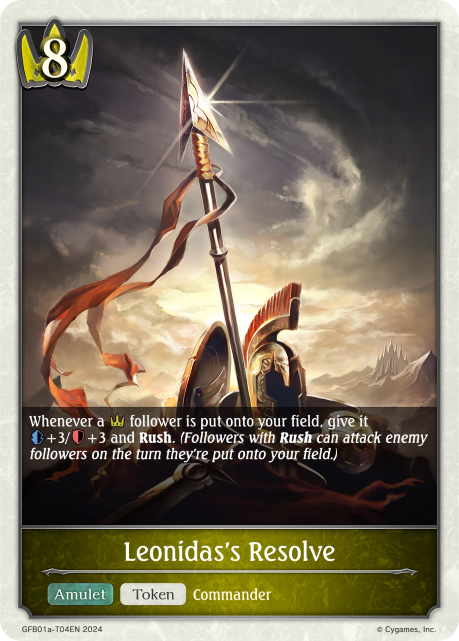 8
Whenever a follower is put onto your field, give it
+3/ +3 and Rush. (Followers with Rush can attack enemy
followers on the turn they're put onto your field.)
Leonidas's Resolve
Amulet Token Commander
GFB01a-T04EN 2024 © Cygames, Inc.